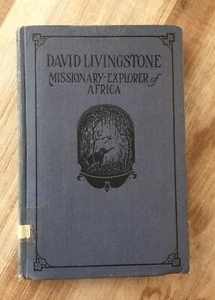 DAVID LIVINGSTONE
MISSIONARY-EXPLORER of
AFRICA